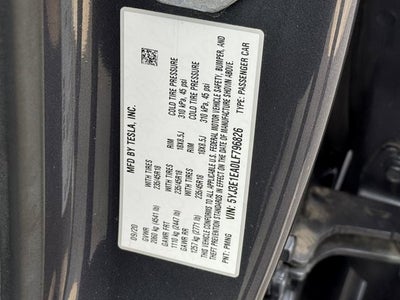 MFD BY TESLA, INC.
09/20
GVWR
2060 kg (4541 lb)
GAWR FRT WITH TIRES RIM COLD TIRE PRESSURE
1110 kg (2447 lb) 235/45R18 18X8.5J 310 kPa, 45 psi
GAWR RR WITH TIRES RIM COLD TIRE PRESSURE
1257 kg (2771 lb) 235/45R18 18X8.5J 310 kPa, 45 psi
THIS VEHICLE CONFORMS TO ALL APPLICABLE U.S. FEDERAL MOTOR VEHICLE SAFETY, BUMPER, AND
THEFT PREVENTION STANDARDS IN EFFECT ON THE DATE OF MANUFACTURE SHOWN ABOVE.
VIN: 5YJ3E1EA0LF796826 TYPE: PASSENGER CAR
PNT: PMNG